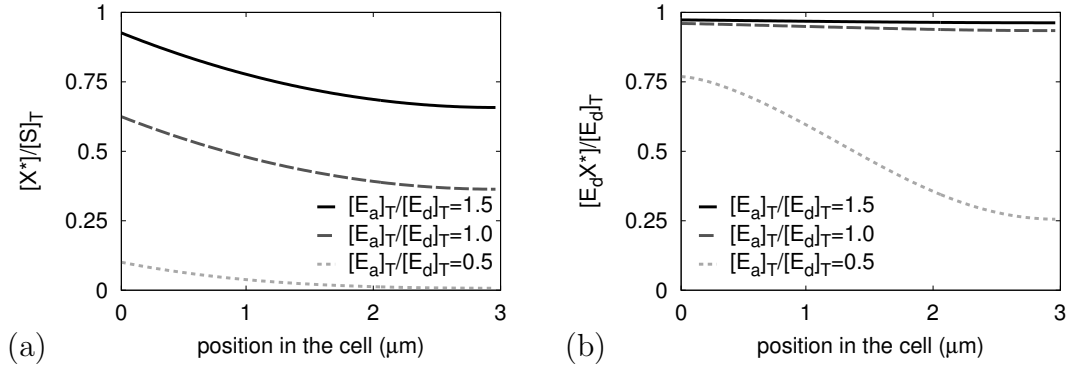 1
0.75
0.5
0.25
0
[X*]/[S]T
[Ea]T/[Ed]T=1.5
[Ea]T/[Ed]T=1.0
[Ea]T/[Ed]T=0.5
0 1 2 3
position in the cell (μm)
(a)
1
0.75
0.5
0.25
0
[EdX*]/[Ed]T
[Ea]T/[Ed]T=1.5
[Ea]T/[Ed]T=1.0
[Ea]T/[Ed]T=0.5
0 1 2 3
position in the cell (μm)
(b)